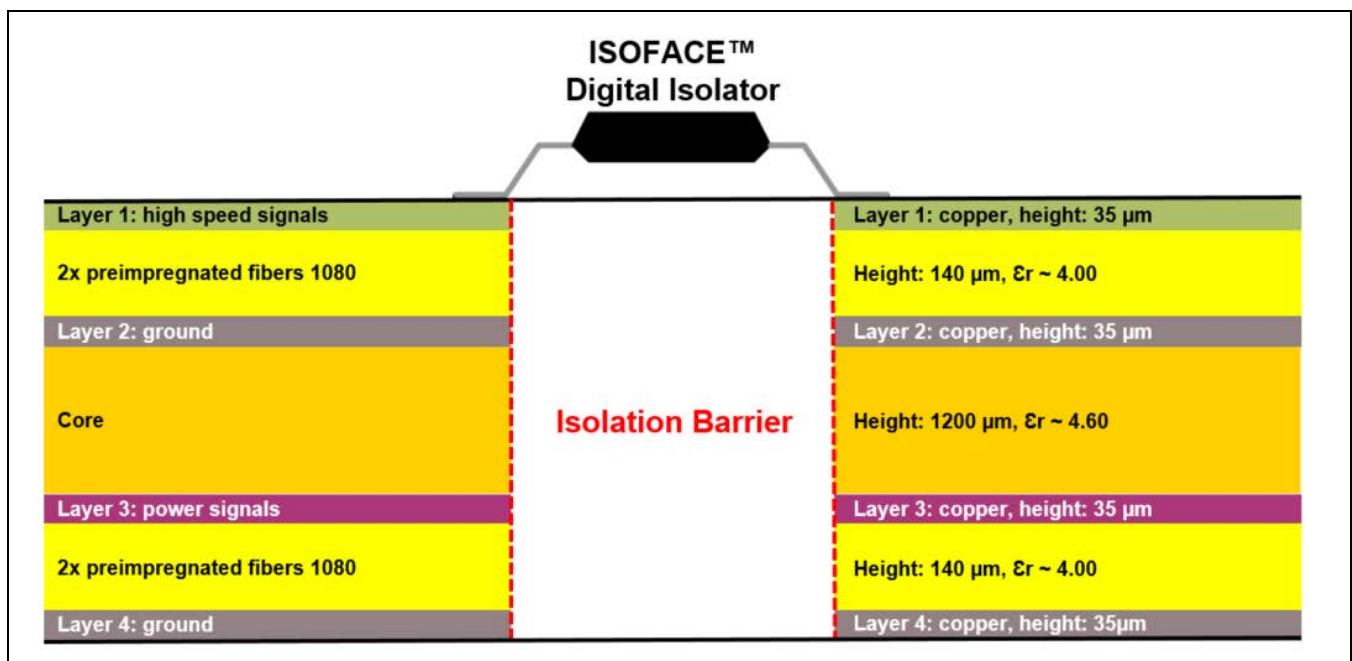 ISOFACE™
Digital Isolator
Layer 1: high speed signals
Layer 1: copper, height: 35 µm
2x preimpregnated fibers 1080
Height: 140 µm, Ɛr ~ 4.00
Layer 2: ground
Layer 2: copper, height: 35 µm
Core
Isolation Barrier
Height: 1200 µm, Ɛr ~ 4.60
Layer 3: power signals
Layer 3: copper, height: 35 µm
2x preimpregnated fibers 1080
Height: 140 µm, Ɛr ~ 4.00
Layer 4: ground
Layer 4: copper, height: 35µm